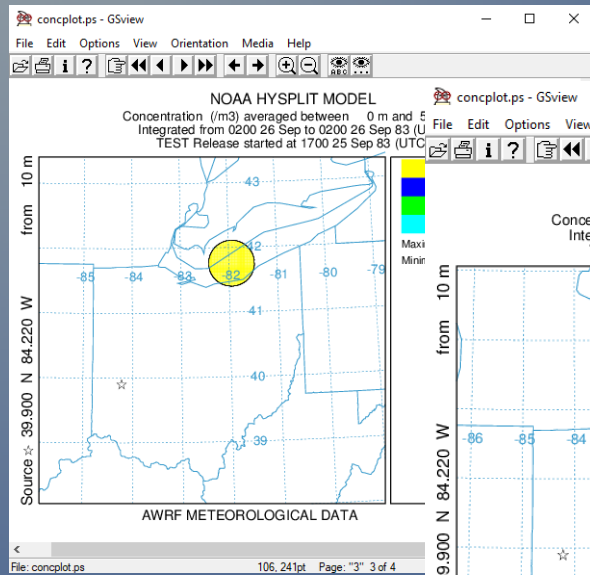 concplot.ps - GSview
File Edit Options View Orientation Media Help
NOAA HYSPLIT MODEL
Concentration (/m3) averaged between 0 m and 5
Integrated from 0200 26 Sep to 0200 26 Sep 83 (U
TEST Release started at 1700 25 Sep 83 (UTC
Source ☆ 39.900 N 84.220 W from 10 m
43
42
-85 -84 -83 -82 -81 -80 -79
41
40
39
Maxi
Minin
AWRF METEOROLOGICAL DATA
File: concplot.ps 106, 241pt Page: "3" 3 of 4
concplot.ps - GSview
File Edit Options View
Conce
Inte
9.900 N 84.220 W from 10 m
-86 -85 -84